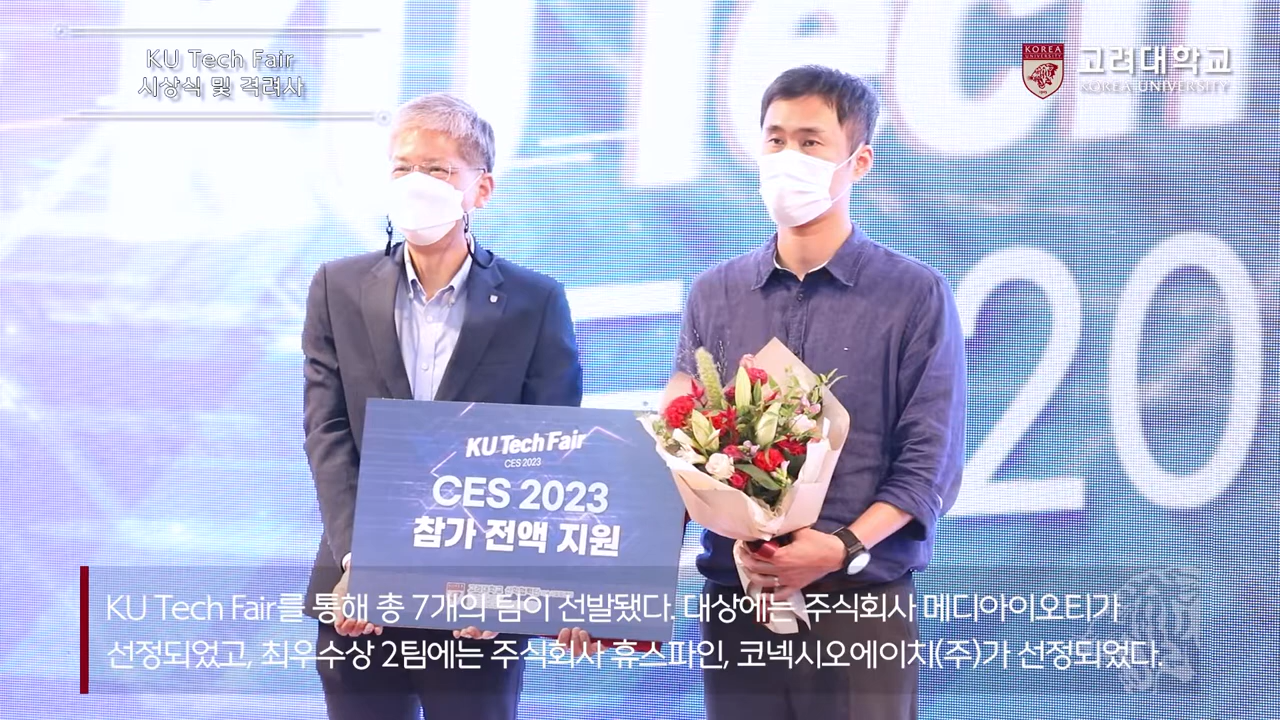 KU Tech Fair
시상식 및 격려사
KOREA
UNIVERSITY
고려대학교
KOREA UNIVERSITY
Tech
20
KU Tech Fair
CES 2023
CES 2023
참가 전액 지원
KU Tech Fair를 통해 총 7개의 팀이 선발됐다. 대상에는 주식회사 메디아이오티가
선정되었고, 최우수상 2팀에는 주식회사 휴스파인, 코넥시오에이치(주)가 선정되었다.